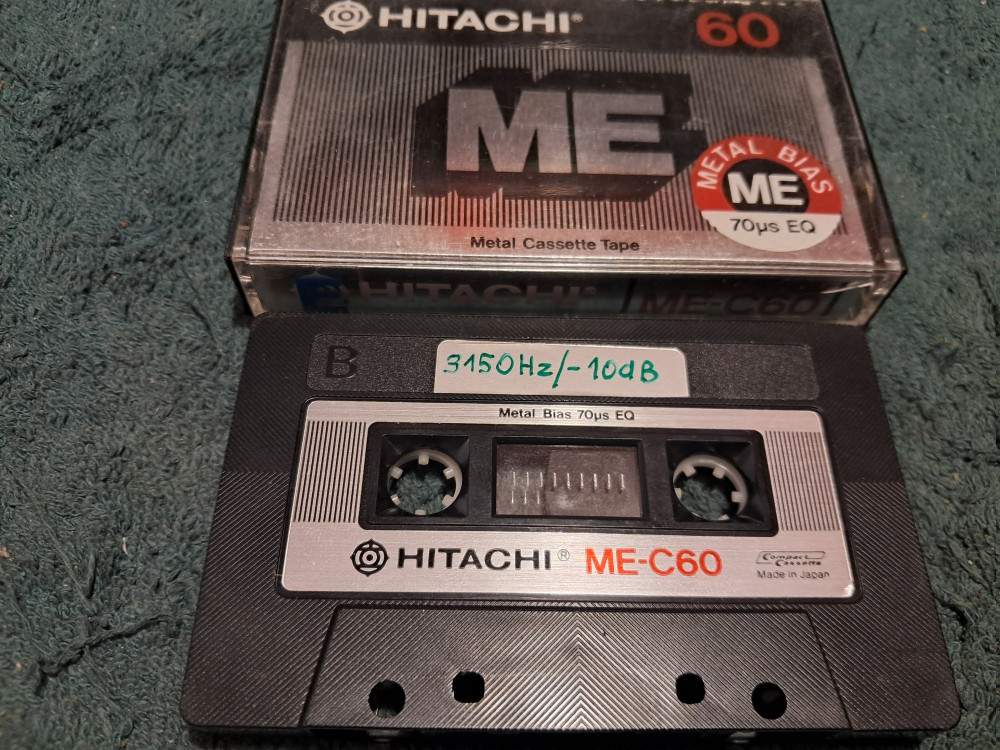 HITACHI®
60
ME
METAL BIAS
ME
70µs EQ
Metal Cassette Tape
HITACHI®
ME-C60
B
3150Hz/-10dB
Metal Bias 70µs EQ
HITACHI® ME-C60
Compact
Cassette
Made in Japan